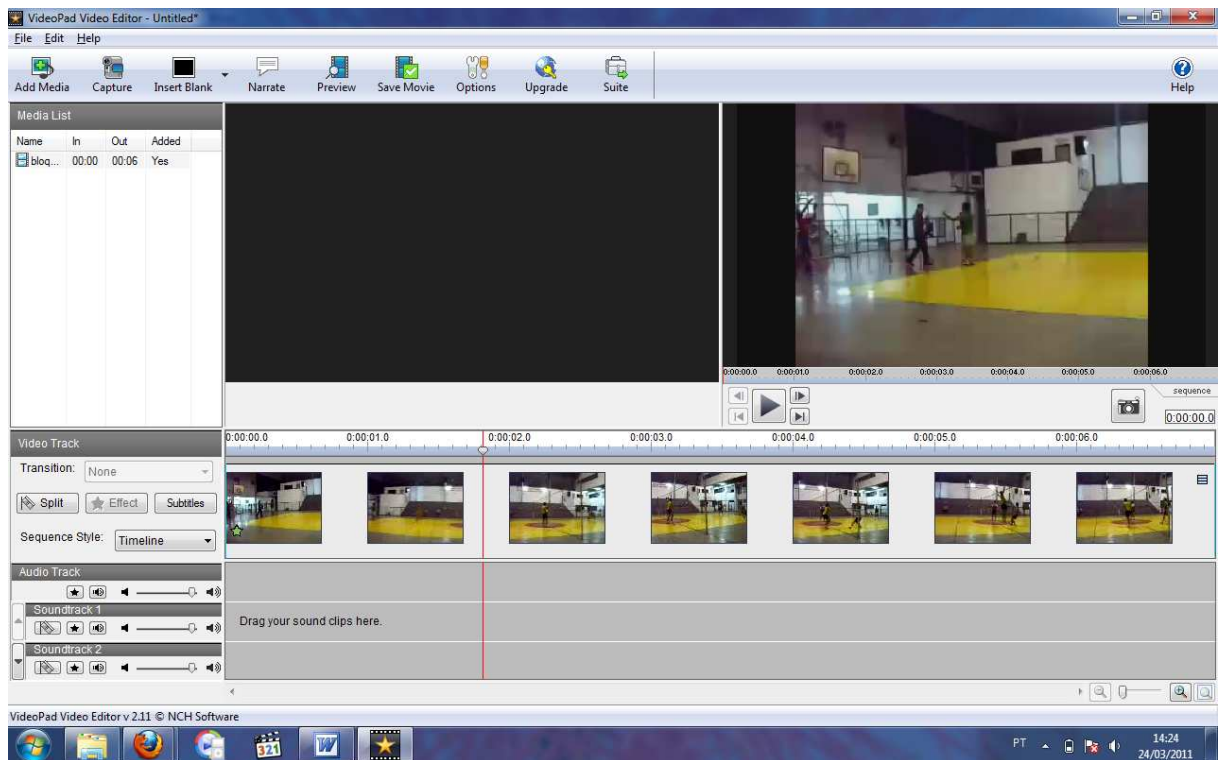 VideoPad Video Editor - Untitled*
File Edit Help
Add Media Capture Insert Blank Narrate Preview Save Movie Options Upgrade Suite Help
Media List
Name In Out Added
bloq... 00:00 00:06 Yes
0:00:00.0 0:00:01.0 0:00:02.0 0:00:03.0 0:00:04.0 0:00:05.0 0:00:06.0
sequence
0:00:00.0
Video Track
0:00:00.0 0:00:01.0 0:00:02.0 0:00:03.0 0:00:04.0 0:00:05.0 0:00:06.0
Transition: None
Split Effect Subtitles
Sequence Style: Timeline
Audio Track
Soundtrack 1
Drag your sound clips here.
Soundtrack 2
VideoPad Video Editor v 2.11 © NCH Software
321
W
PT
14:24
24/03/2011